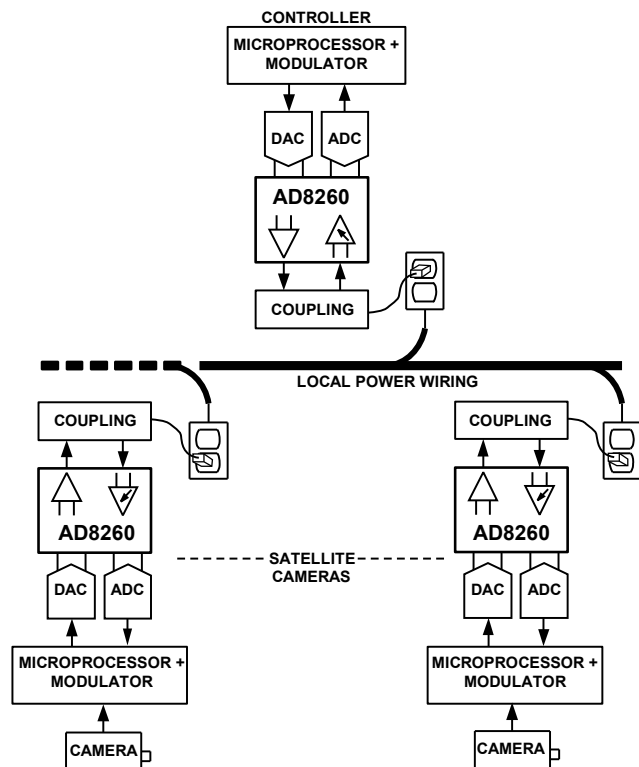 CONTROLLER
MICROPROCESSOR +
MODULATOR
DAC
ADC
AD8260
COUPLING
LOCAL POWER WIRING
COUPLING
COUPLING
AD8260
AD8260
SATELLITE
CAMERAS
DAC
ADC
DAC
ADC
MICROPROCESSOR +
MODULATOR
MICROPROCESSOR +
MODULATOR
CAMERA
CAMERA